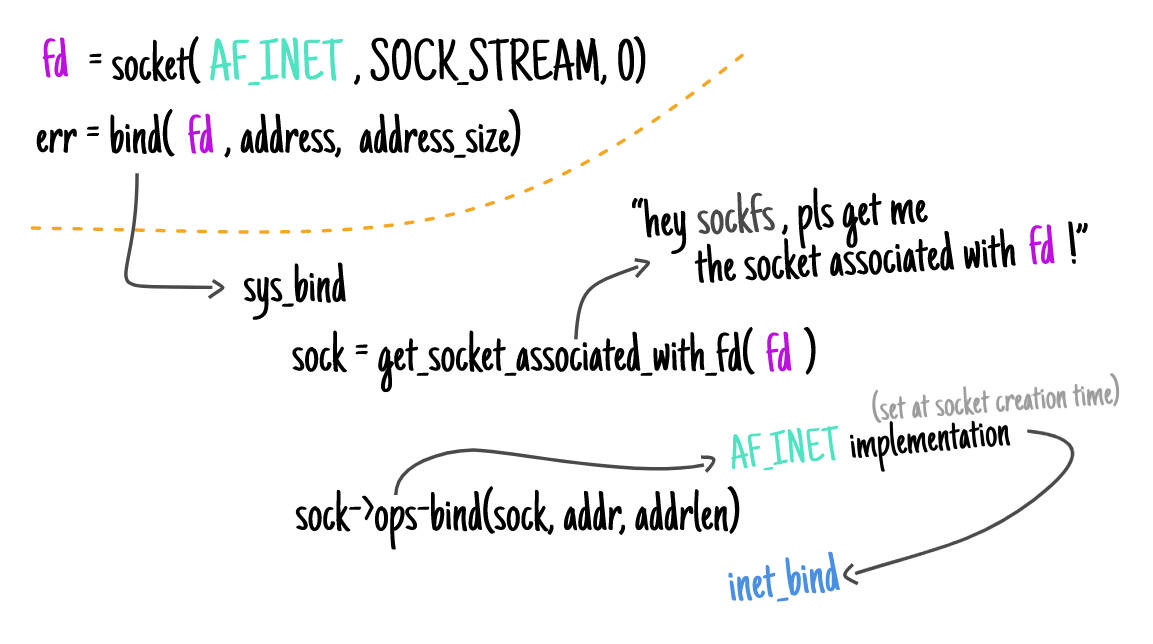 fd = socket( AF_INET , SOCK_STREAM, 0)
err = bind( fd , address, address_size)
"hey sockfs , pls get me
the socket associated with fd !"
sys_bind
sock = get_socket_associated_with_fd( fd )
(set at socket creation time)
AF_INET implementation
sock->ops-bind(sock, addr, addrlen)
inet_bind